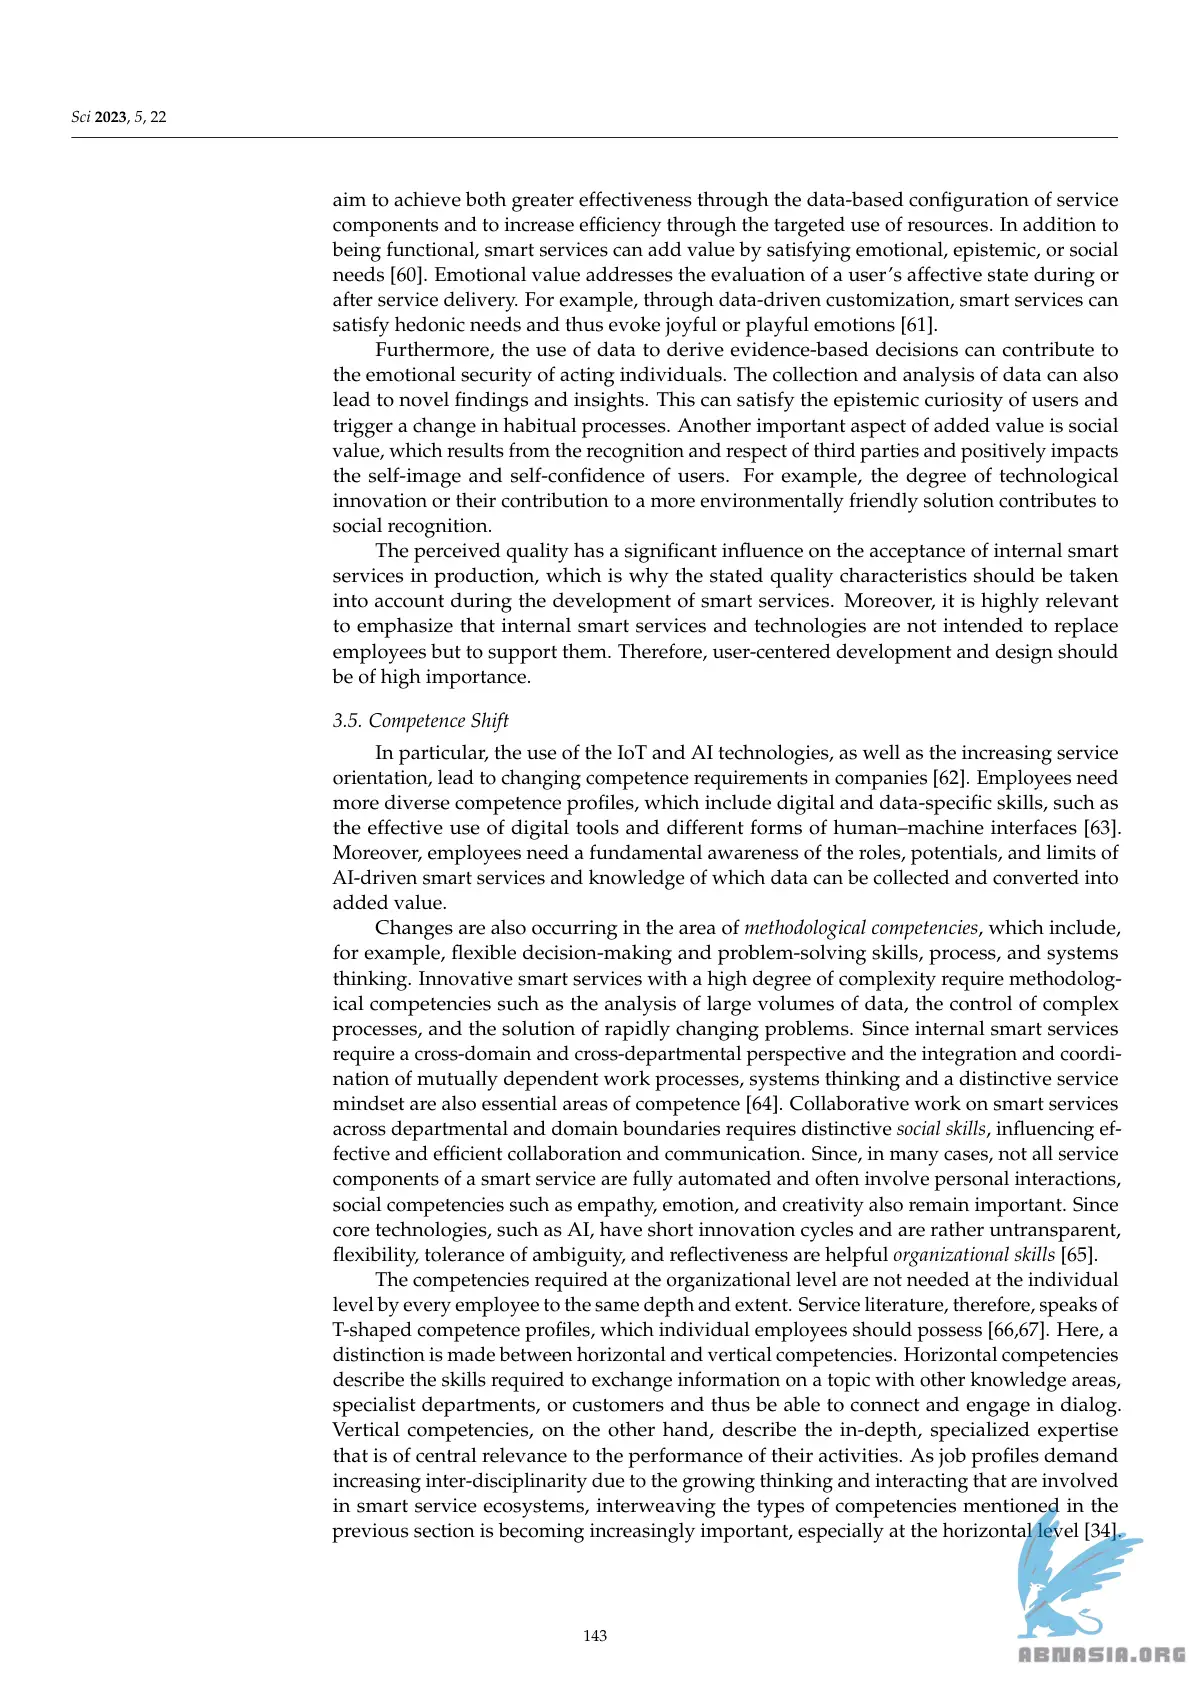 Sci 2023, 5, 22
aim to achieve both greater effectiveness through the data-based configuration of service
components and to increase efficiency through the targeted use of resources. In addition to
being functional, smart services can add value by satisfying emotional, epistemic, or social
needs [60]. Emotional value addresses the evaluation of a user's affective state during or
after service delivery. For example, through data-driven customization, smart services can
satisfy hedonic needs and thus evoke joyful or playful emotions [61].
Furthermore, the use of data to derive evidence-based decisions can contribute to
the emotional security of acting individuals. The collection and analysis of data can also
lead to novel findings and insights. This can satisfy the epistemic curiosity of users and
trigger a change in habitual processes. Another important aspect of added value is social
value, which results from the recognition and respect of third parties and positively impacts
the self-image and self-confidence of users. For example, the degree of technological
innovation or their contribution to a more environmentally friendly solution contributes to
social recognition.
The perceived quality has a significant influence on the acceptance of internal smart
services in production, which is why the stated quality characteristics should be taken
into account during the development of smart services. Moreover, it is highly relevant
to emphasize that internal smart services and technologies are not intended to replace
employees but to support them. Therefore, user-centered development and design should
be of high importance.
3.5. Competence Shift
In particular, the use of the IoT and AI technologies, as well as the increasing service
orientation, lead to changing competence requirements in companies [62]. Employees need
more diverse competence profiles, which include digital and data-specific skills, such as
the effective use of digital tools and different forms of human–machine interfaces [63].
Moreover, employees need a fundamental awareness of the roles, potentials, and limits of
AI-driven smart services and knowledge of which data can be collected and converted into
added value.
Changes are also occurring in the area of methodological competencies, which include,
for example, flexible decision-making and problem-solving skills, process, and systems
thinking. Innovative smart services with a high degree of complexity require methodolog-
ical competencies such as the analysis of large volumes of data, the control of complex
processes, and the solution of rapidly changing problems. Since internal smart services
require a cross-domain and cross-departmental perspective and the integration and coordi-
nation of mutually dependent work processes, systems thinking and a distinctive service
mindset are also essential areas of competence [64]. Collaborative work on smart services
across departmental and domain boundaries requires distinctive social skills, influencing ef-
fective and efficient collaboration and communication. Since, in many cases, not all service
components of a smart service are fully automated and often involve personal interactions,
social competencies such as empathy, emotion, and creativity also remain important. Since
core technologies, such as AI, have short innovation cycles and are rather untransparent,
flexibility, tolerance of ambiguity, and reflectiveness are helpful organizational skills [65].
The competencies required at the organizational level are not needed at the individual
level by every employee to the same depth and extent. Service literature, therefore, speaks of
T-shaped competence profiles, which individual employees should possess [66,67]. Here, a
distinction is made between horizontal and vertical competencies. Horizontal competencies
describe the skills required to exchange information on a topic with other knowledge areas,
specialist departments, or customers and thus be able to connect and engage in dialog.
Vertical competencies, on the other hand, describe the in-depth, specialized expertise
that is of central relevance to the performance of their activities. As job profiles demand
increasing inter-disciplinarity due to the growing thinking and interacting that are involved
in smart service ecosystems, interweaving the types of competencies mentioned in the
previous section is becoming increasingly important, especially at the horizontal level [34].
143
ABNASIA.ORG